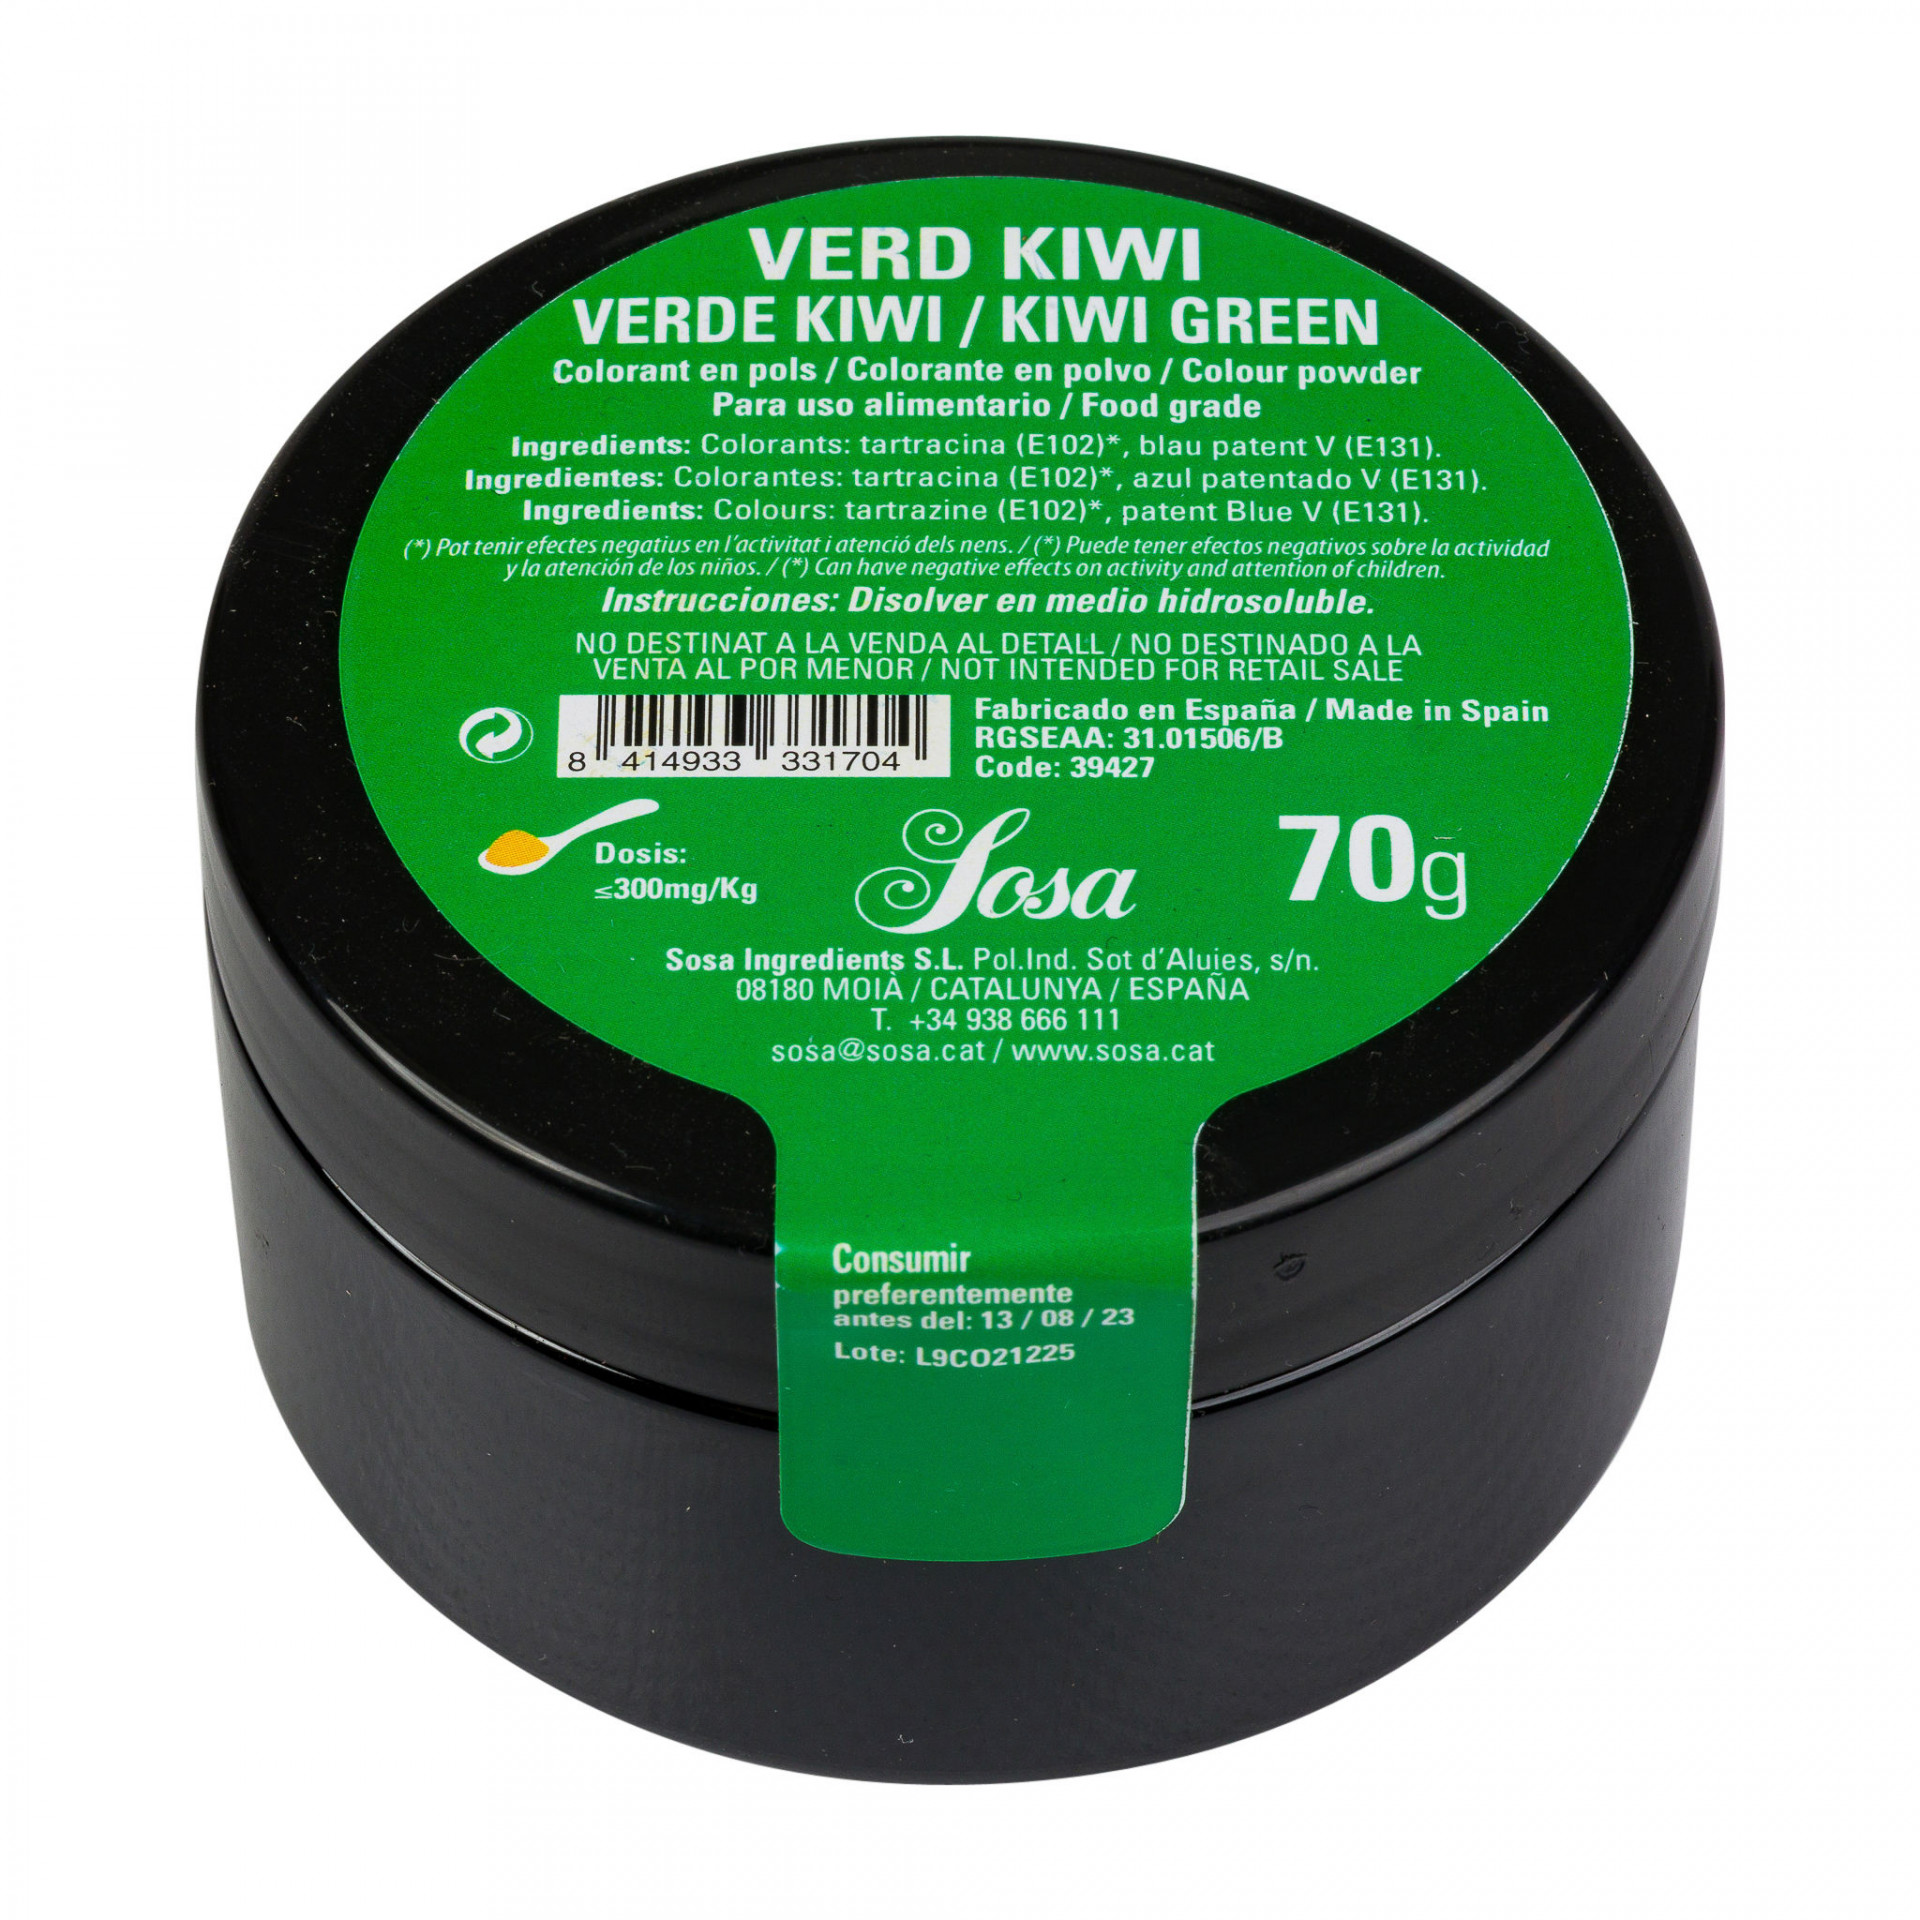 VERD KIWI
VERDE KIWI / KIWI GREEN
Colorant en pols / Colorante en polvo / Colour powder
Para uso alimentario / Food grade
Ingredients: Colorants: tartracina (E102)*, blau patent V (E131).
Ingredientes: Colorantes: tartracina (E102)*, azul patentado V (E131).
Ingredients: Colours: tartrazine (E102)*, patent Blue V (E131).
(*) Pot tenir efectes negatius en l'activitat i atenció dels nens. / (*) Puede tener efectos negativos sobre la actividad
y la atención de los niños. / (*) Can have negative effects on activity and attention of children.
Instrucciones: Disolver en medio hidrosoluble.
NO DESTINAT A LA VENDA AL DETALL / NO DESTINADO A LA
VENTA AL POR MENOR / NOT INTENDED FOR RETAIL SALE
8 414933 331704
Fabricado en España / Made in Spain
RGSEAA: 31.01506/B
Code: 39427
Dosis:
≤300mg/Kg
Sosa
70g
Sosa Ingredients S.L. Pol.Ind. Sot d'Aluies, s/n.
08180 MOIÀ / CATALUNYA / ESPAÑA
T. +34 938 666 111
sosa@sosa.cat / www.sosa.cat
Consumir
preferentemente
antes del: 13 / 08 / 23
Lote: L9CO21225